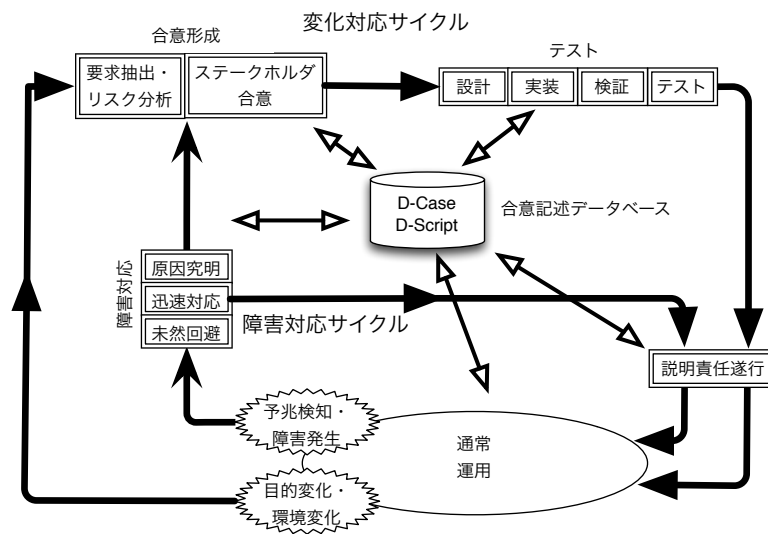 変化対応サイクル
合意形成
テスト
要求抽出・
リスク分析
ステークホルダ
合意
設計
実装
検証
テスト
D-Case
D-Script
合意記述データベース
障害対応
原因究明
迅速対応
未然回避
障害対応サイクル
説明責任遂行
予兆検知・
障害発生
通常
運用
目的変化・
環境変化